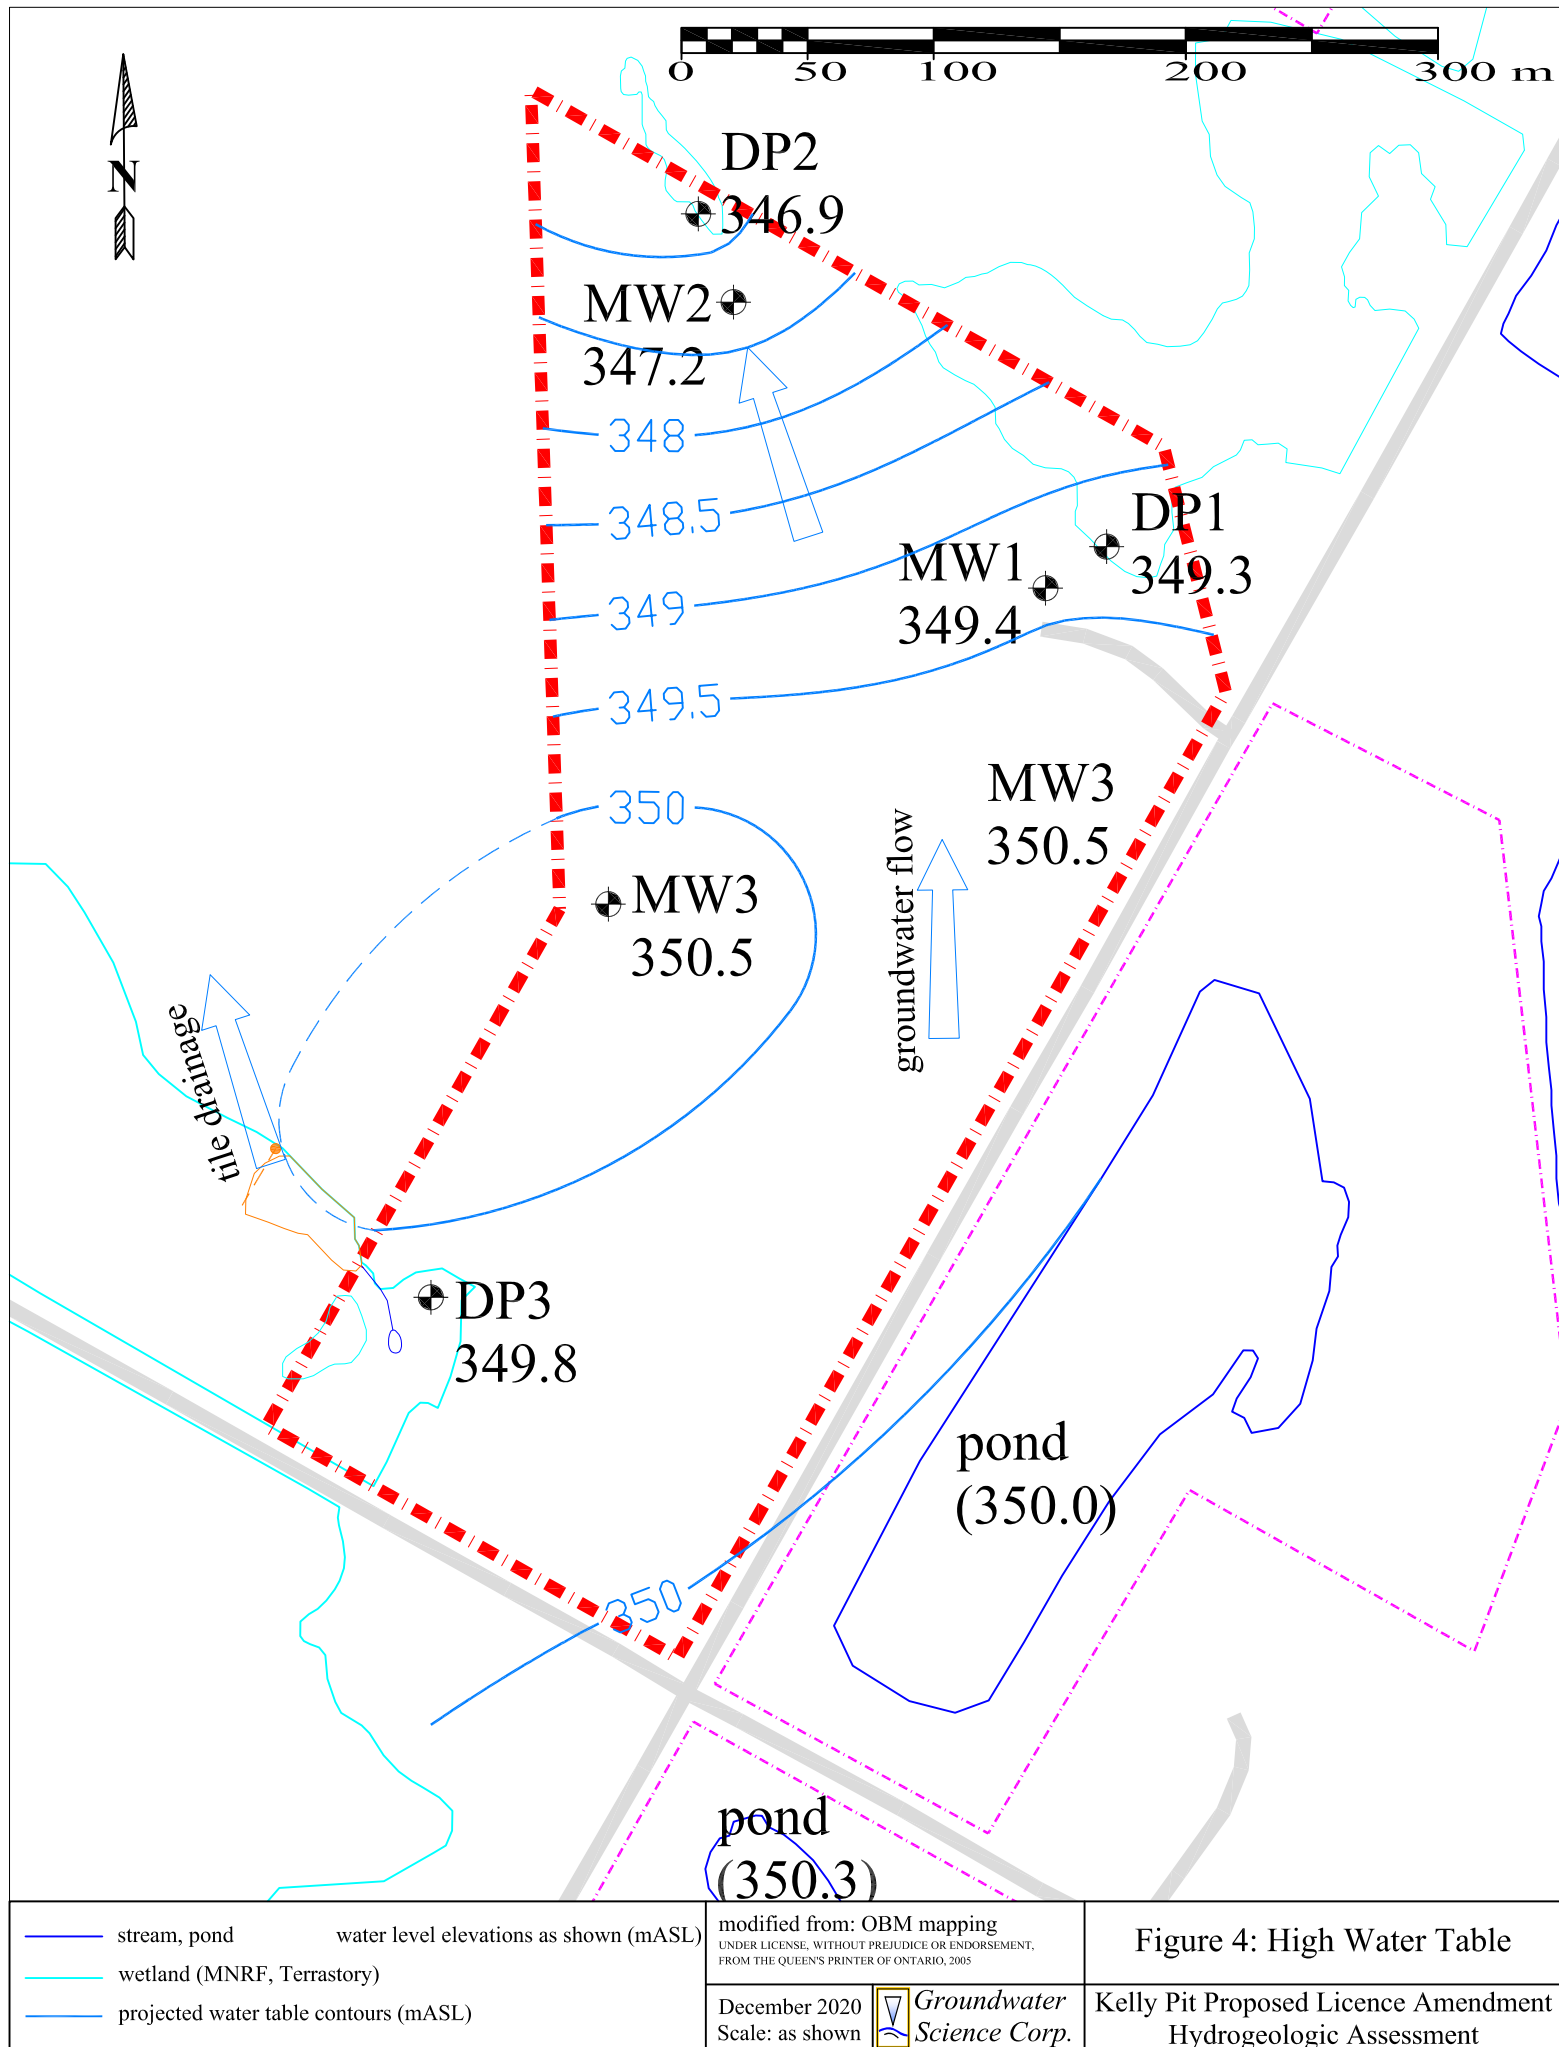 0 50 100 200 300 m
N
DP2
346.9
MW2
347.2
348
348.5
DP1
349.3
MW1
349.4
349
349.5
MW3
350.5
350
MW3
350.5
groundwater flow
tile drainage
DP3
349.8
pond
(350.0)
350
pond
(350.3)
stream, pond
water level elevations as shown (mASL)
wetland (MNRF, Terrastory)
projected water table contours (mASL)
modified from: OBM mapping
UNDER LICENSE, WITHOUT PREJUDICE OR ENDORSEMENT,
FROM THE QUEEN'S PRINTER OF ONTARIO, 2005
December 2020
Scale: as shown
Groundwater
Science Corp.
Figure 4: High Water Table
Kelly Pit Proposed Licence Amendment
Hydrogeologic Assessment